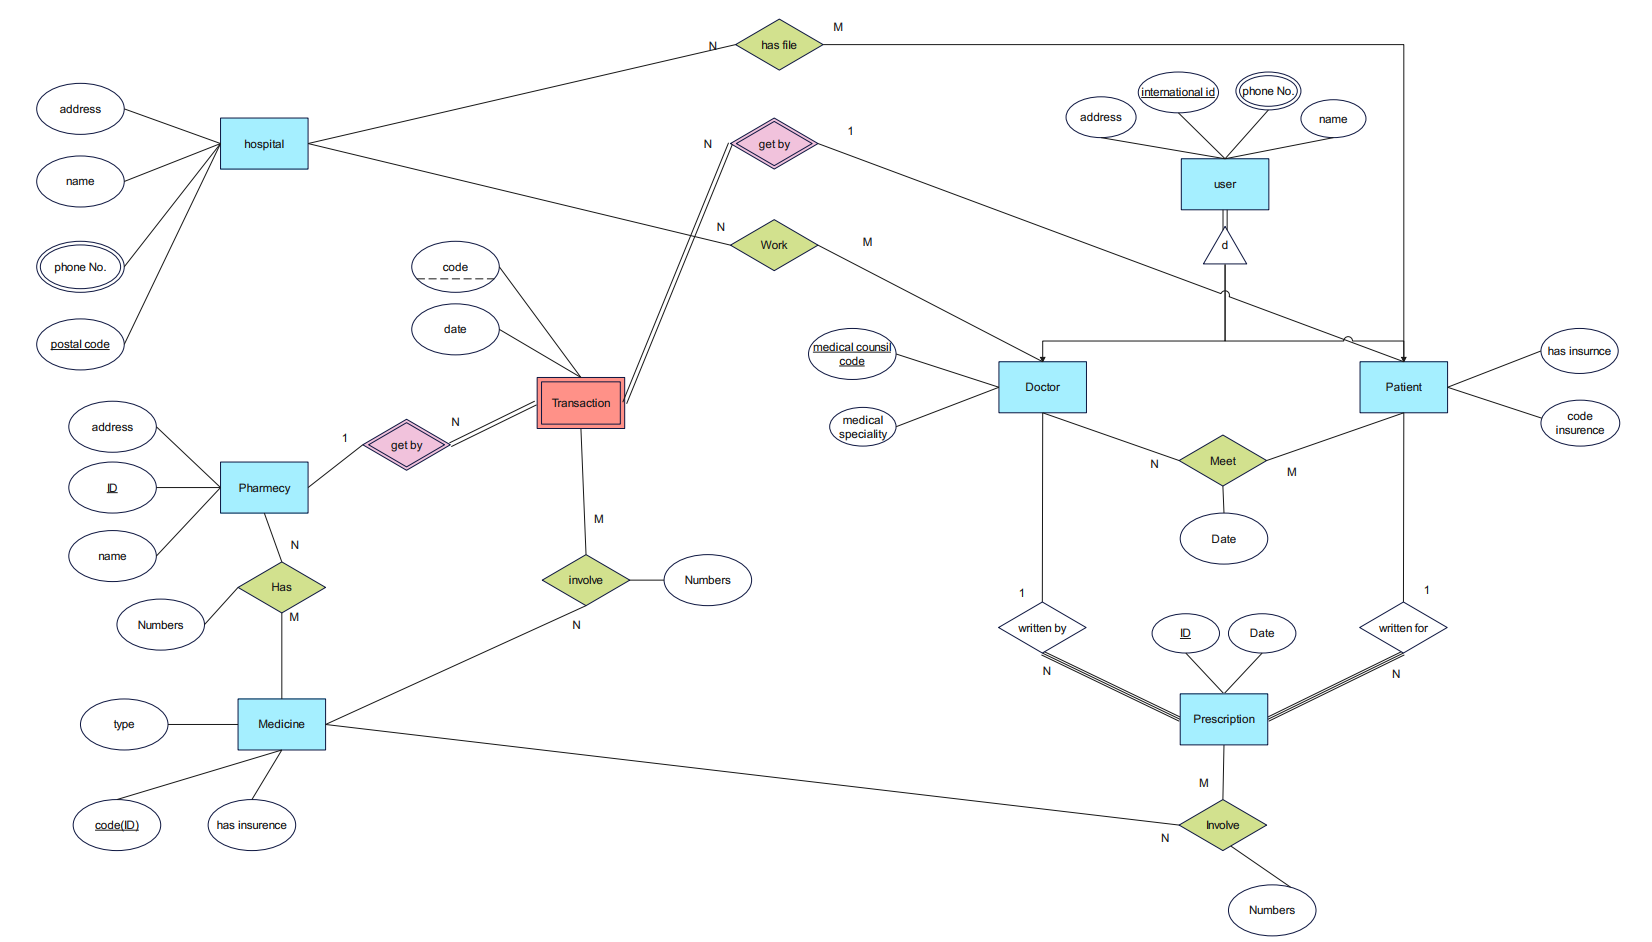 M
N
has file
international id
phone No.
address
name
address
hospital
N
get by
1
name
user
N
Work
M
d
phone No.
code
date
postal code
medical counsil
code
has insurnce
Doctor
Patient
Transaction
medical
speciality
code
insurence
address
1
get by
N
Meet
N
M
Pharmecy
ID
M
Date
N
name
involve
Numbers
Has
1
1
M
Numbers
N
written by
ID
Date
written for
N
N
type
Medicine
Prescription
M
code(ID)
has insurence
Involve
N
Numbers